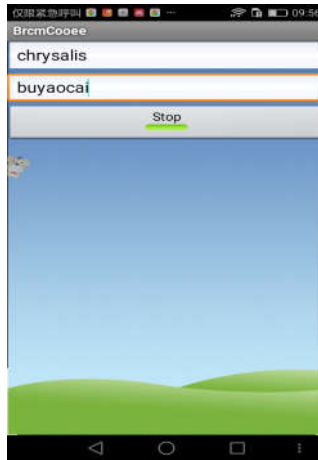 仅限紧急呼叫 09:56
BrcmCooee
chrysalis
buyaocai
Stop